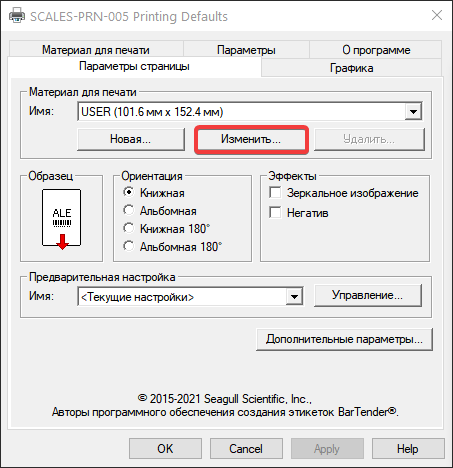 SCALES-PRN-005 Printing Defaults
Материал для печати
Параметры
О программе
Параметры страницы
Графика
Материал для печати
Имя:
USER (101.6 мм x 152.4 мм)
Новая...
Изменить...
Удалить...
Образец
ALE
Ориентация
Книжная
Альбомная
Книжная 180°
Альбомная 180°
Эффекты
Зеркальное изображение
Негатив
Предварительная настройка
Имя:
<Текущие настройки>
Управление...
Дополнительные параметры...
© 2015-2021 Seagull Scientific, Inc.,
Авторы программного обеспечения создания этикеток BarTender®.
OK
Cancel
Apply
Help